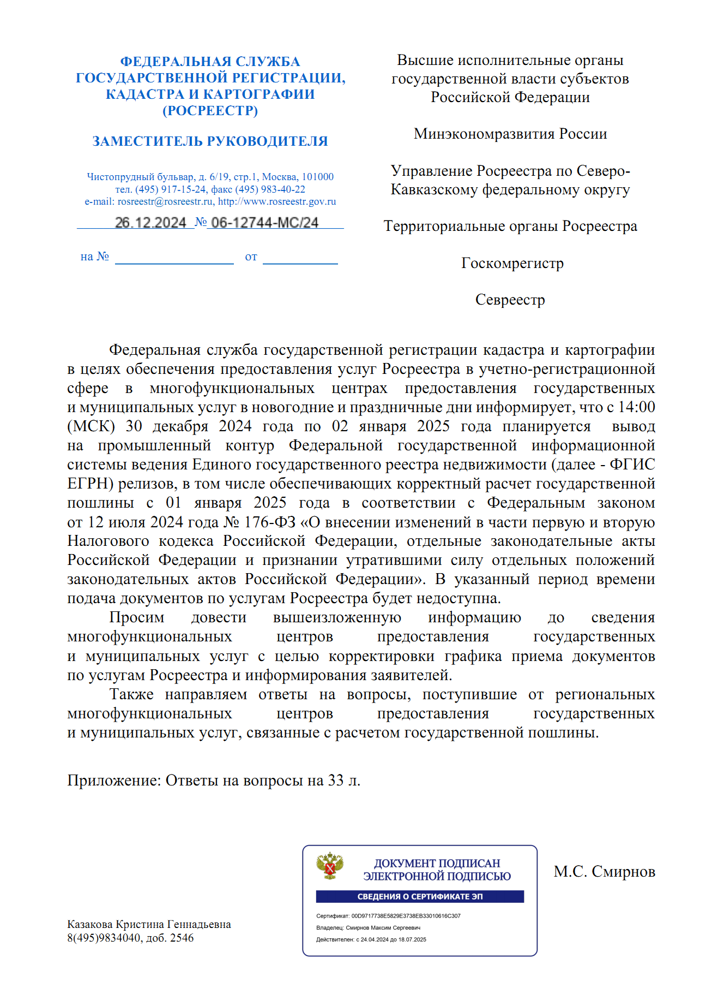 ФЕДЕРАЛЬНАЯ СЛУЖБА
ГОСУДАРСТВЕННОЙ РЕГИСТРАЦИИ,
КАДАСТРА И КАРТОГРАФИИ
(РОСРЕЕСТР)
ЗАМЕСТИТЕЛЬ РУКОВОДИТЕЛЯ
Чистопрудный бульвар, д. 6/19, стр.1, Москва, 101000
тел. (495) 917-15-24, факс (495) 983-40-22
e-mail: rosreestr@rosreestr.ru, http://www.rosreestr.gov.ru
26.12.2024 № 06-12744-МС/24
на № от
Высшие исполнительные органы
государственной власти субъектов
Российской Федерации
Минэкономразвития России
Управление Росреестра по Северо-
Кавказскому федеральному округу
Территориальные органы Росреестра
Госкомрегистр
Севреестр
Федеральная служба государственной регистрации кадастра и картографии
в целях обеспечения предоставления услуг Росреестра в учетно-регистрационной
сфере в многофункциональных центрах предоставления государственных
и муниципальных услуг в новогодние и праздничные дни информирует, что с 14:00
(МСК) 30 декабря 2024 года по 02 января 2025 года планируется вывод
на промышленный контур Федеральной государственной информационной
системы ведения Единого государственного реестра недвижимости (далее - ФГИС
ЕГРН) релизов, в том числе обеспечивающих корректный расчет государственной
пошлины с 01 января 2025 года в соответствии с Федеральным законом
от 12 июля 2024 года № 176-ФЗ «О внесении изменений в части первую и вторую
Налогового кодекса Российской Федерации, отдельные законодательные акты
Российской Федерации и признании утратившими силу отдельных положений
законодательных актов Российской Федерации». В указанный период времени
подача документов по услугам Росреестра будет недоступна.
Просим довести вышеизложенную информацию до сведения
многофункциональных центров предоставления государственных
и муниципальных услуг с целью корректировки графика приема документов
по услугам Росреестра и информирования заявителей.
Также направляем ответы на вопросы, поступившие от региональных
многофункциональных центров предоставления государственных
и муниципальных услуг, связанные с расчетом государственной пошлины.
Приложение: Ответы на вопросы на 33 л.
ДОКУМЕНТ ПОДПИСАН
ЭЛЕКТРОННОЙ ПОДПИСЬЮ
СВЕДЕНИЯ О СЕРТИФИКАТЕ ЭП
Сертификат: 00D9717738E5829E3738EB33010616C307
Владелец: Смирнов Максим Сергеевич
Действителен: с 24.04.2024 до 18.07.2025
М.С. Смирнов
Казакова Кристина Геннадьевна
8(495)9834040, доб. 2546